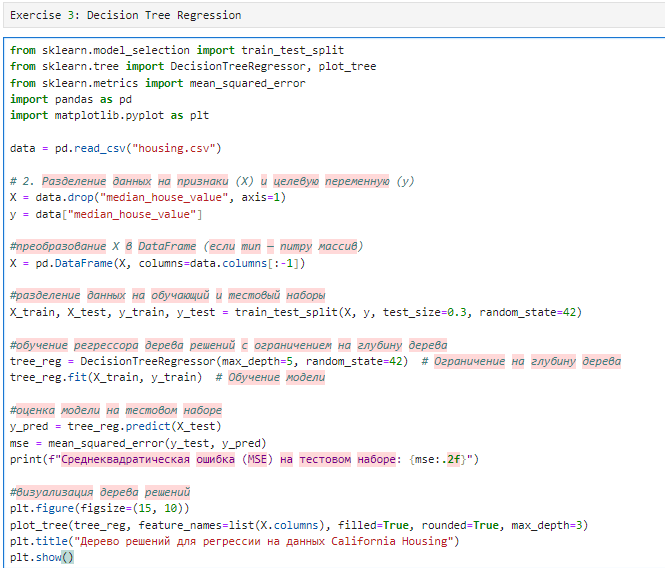 Exercise 3: Decision Tree Regression
from sklearn.model_selection import train_test_split
from sklearn.tree import DecisionTreeRegressor, plot_tree
from sklearn.metrics import mean_squared_error
import pandas as pd
import matplotlib.pyplot as plt
data = pd.read_csv("housing.csv")
# 2. Разделение данных на признаки (X) и целевую переменную (y)
X = data.drop("median_house_value", axis=1)
y = data["median_house_value"]
#преобразование X в DataFrame (если тип — numpy массив)
X = pd.DataFrame(X, columns=data.columns[:-1])
#разделение данных на обучающий и тестовый наборы
X_train, X_test, y_train, y_test = train_test_split(X, y, test_size=0.3, random_state=42)
#обучение регрессора дерева решений с ограничением на глубину дерева
tree_reg = DecisionTreeRegressor(max_depth=5, random_state=42)  # Ограничение на глубину дерева
tree_reg.fit(X_train, y_train)  # Обучение модели
#оценка модели на тестовом наборе
y_pred = tree_reg.predict(X_test)
mse = mean_squared_error(y_test, y_pred)
print(f"Среднеквадратическая ошибка (MSE) на тестовом наборе: {mse:.2f}")
#визуализация дерева решений
plt.figure(figsize=(15, 10))
plot_tree(tree_reg, feature_names=list(X.columns), filled=True, rounded=True, max_depth=3)
plt.title("Дерево решений для регрессии на данных California Housing")
plt.show()